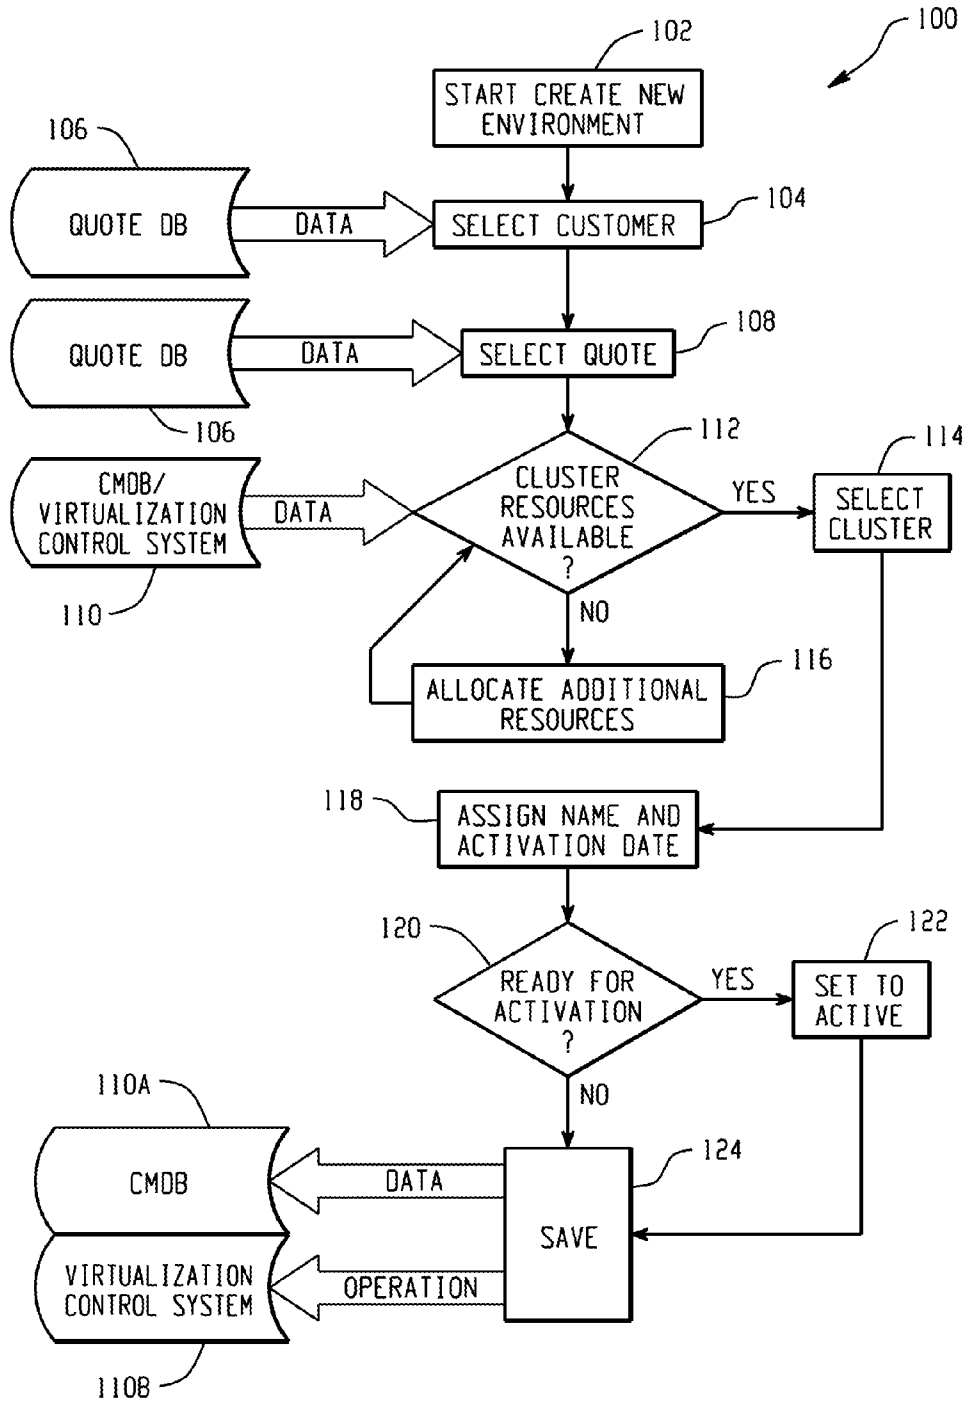 100
102
START CREATE NEW
ENVIRONMENT
106
QUOTE DB
DATA
SELECT CUSTOMER
104
QUOTE DB
DATA
SELECT QUOTE
108
106
112
114
CMDB/
VIRTUALIZATION
CONTROL SYSTEM
DATA
CLUSTER
RESOURCES
AVAILABLE
?
YES
SELECT
CLUSTER
110
NO
116
ALLOCATE ADDITIONAL
RESOURCES
118
ASSIGN NAME AND
ACTIVATION DATE
120
122
READY FOR
ACTIVATION
?
YES
SET TO
ACTIVE
NO
110A
124
CMDB
DATA
SAVE
VIRTUALIZATION
CONTROL SYSTEM
OPERATION
110B